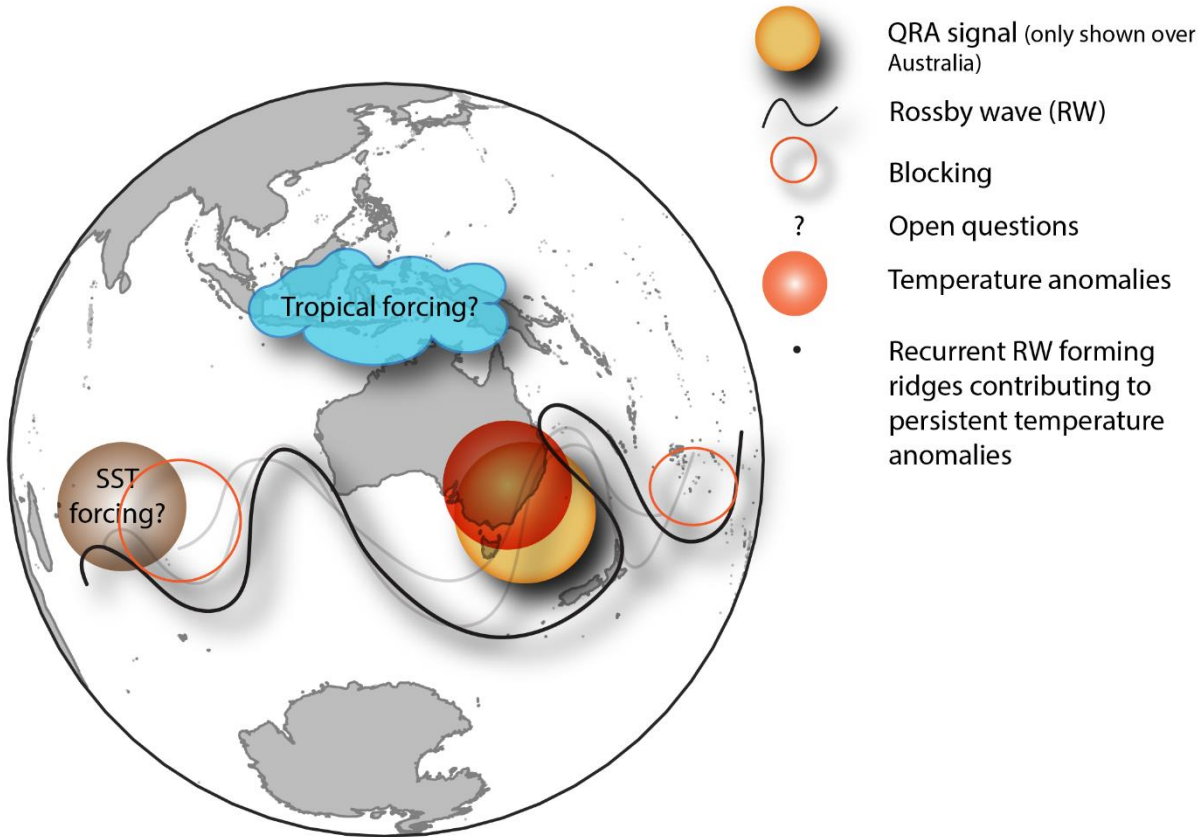 QRA signal (only shown over
Australia)
Rossby wave (RW)
Blocking
? Open questions
Temperature anomalies
Recurrent RW forming
ridges contributing to
persistent temperature
anomalies
Tropical forcing?
SST
forcing?